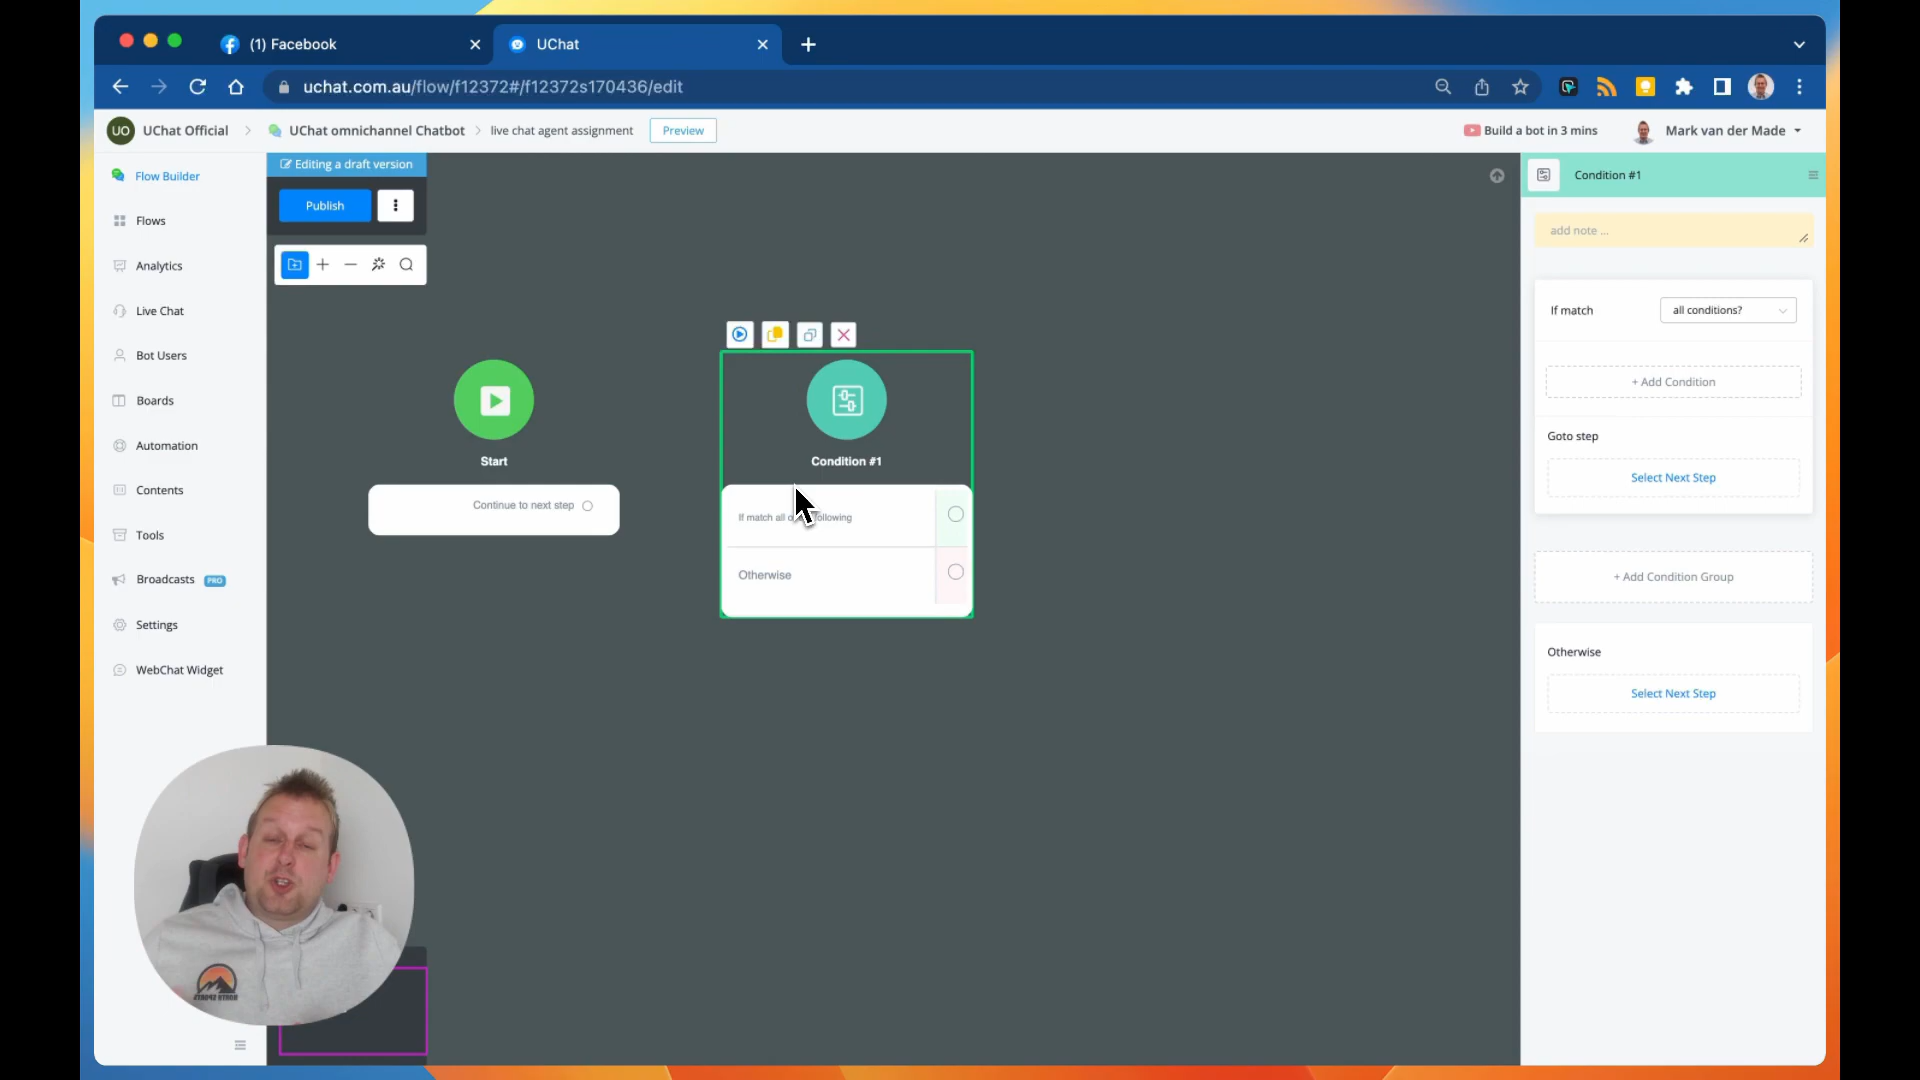 (1) Facebook
UChat
uchat.com.au/flow/f12372#/f12372s170436/edit
UO UChat Official
UChat omnichannel Chatbot
live chat agent assignment
Preview
Build a bot in 3 mins
Mark van der Made
Flow Builder
Flows
Analytics
Live Chat
Bot Users
Boards
Automation
Contents
Tools
Broadcasts PRO
Settings
WebChat Widget
Editing a draft version
Publish
Start
Continue to next step
Condition #1
If match all following
Otherwise
Condition #1
add note ...
If match all conditions?
+ Add Condition
Goto step
Select Next Step
+ Add Condition Group
Otherwise
Select Next Step